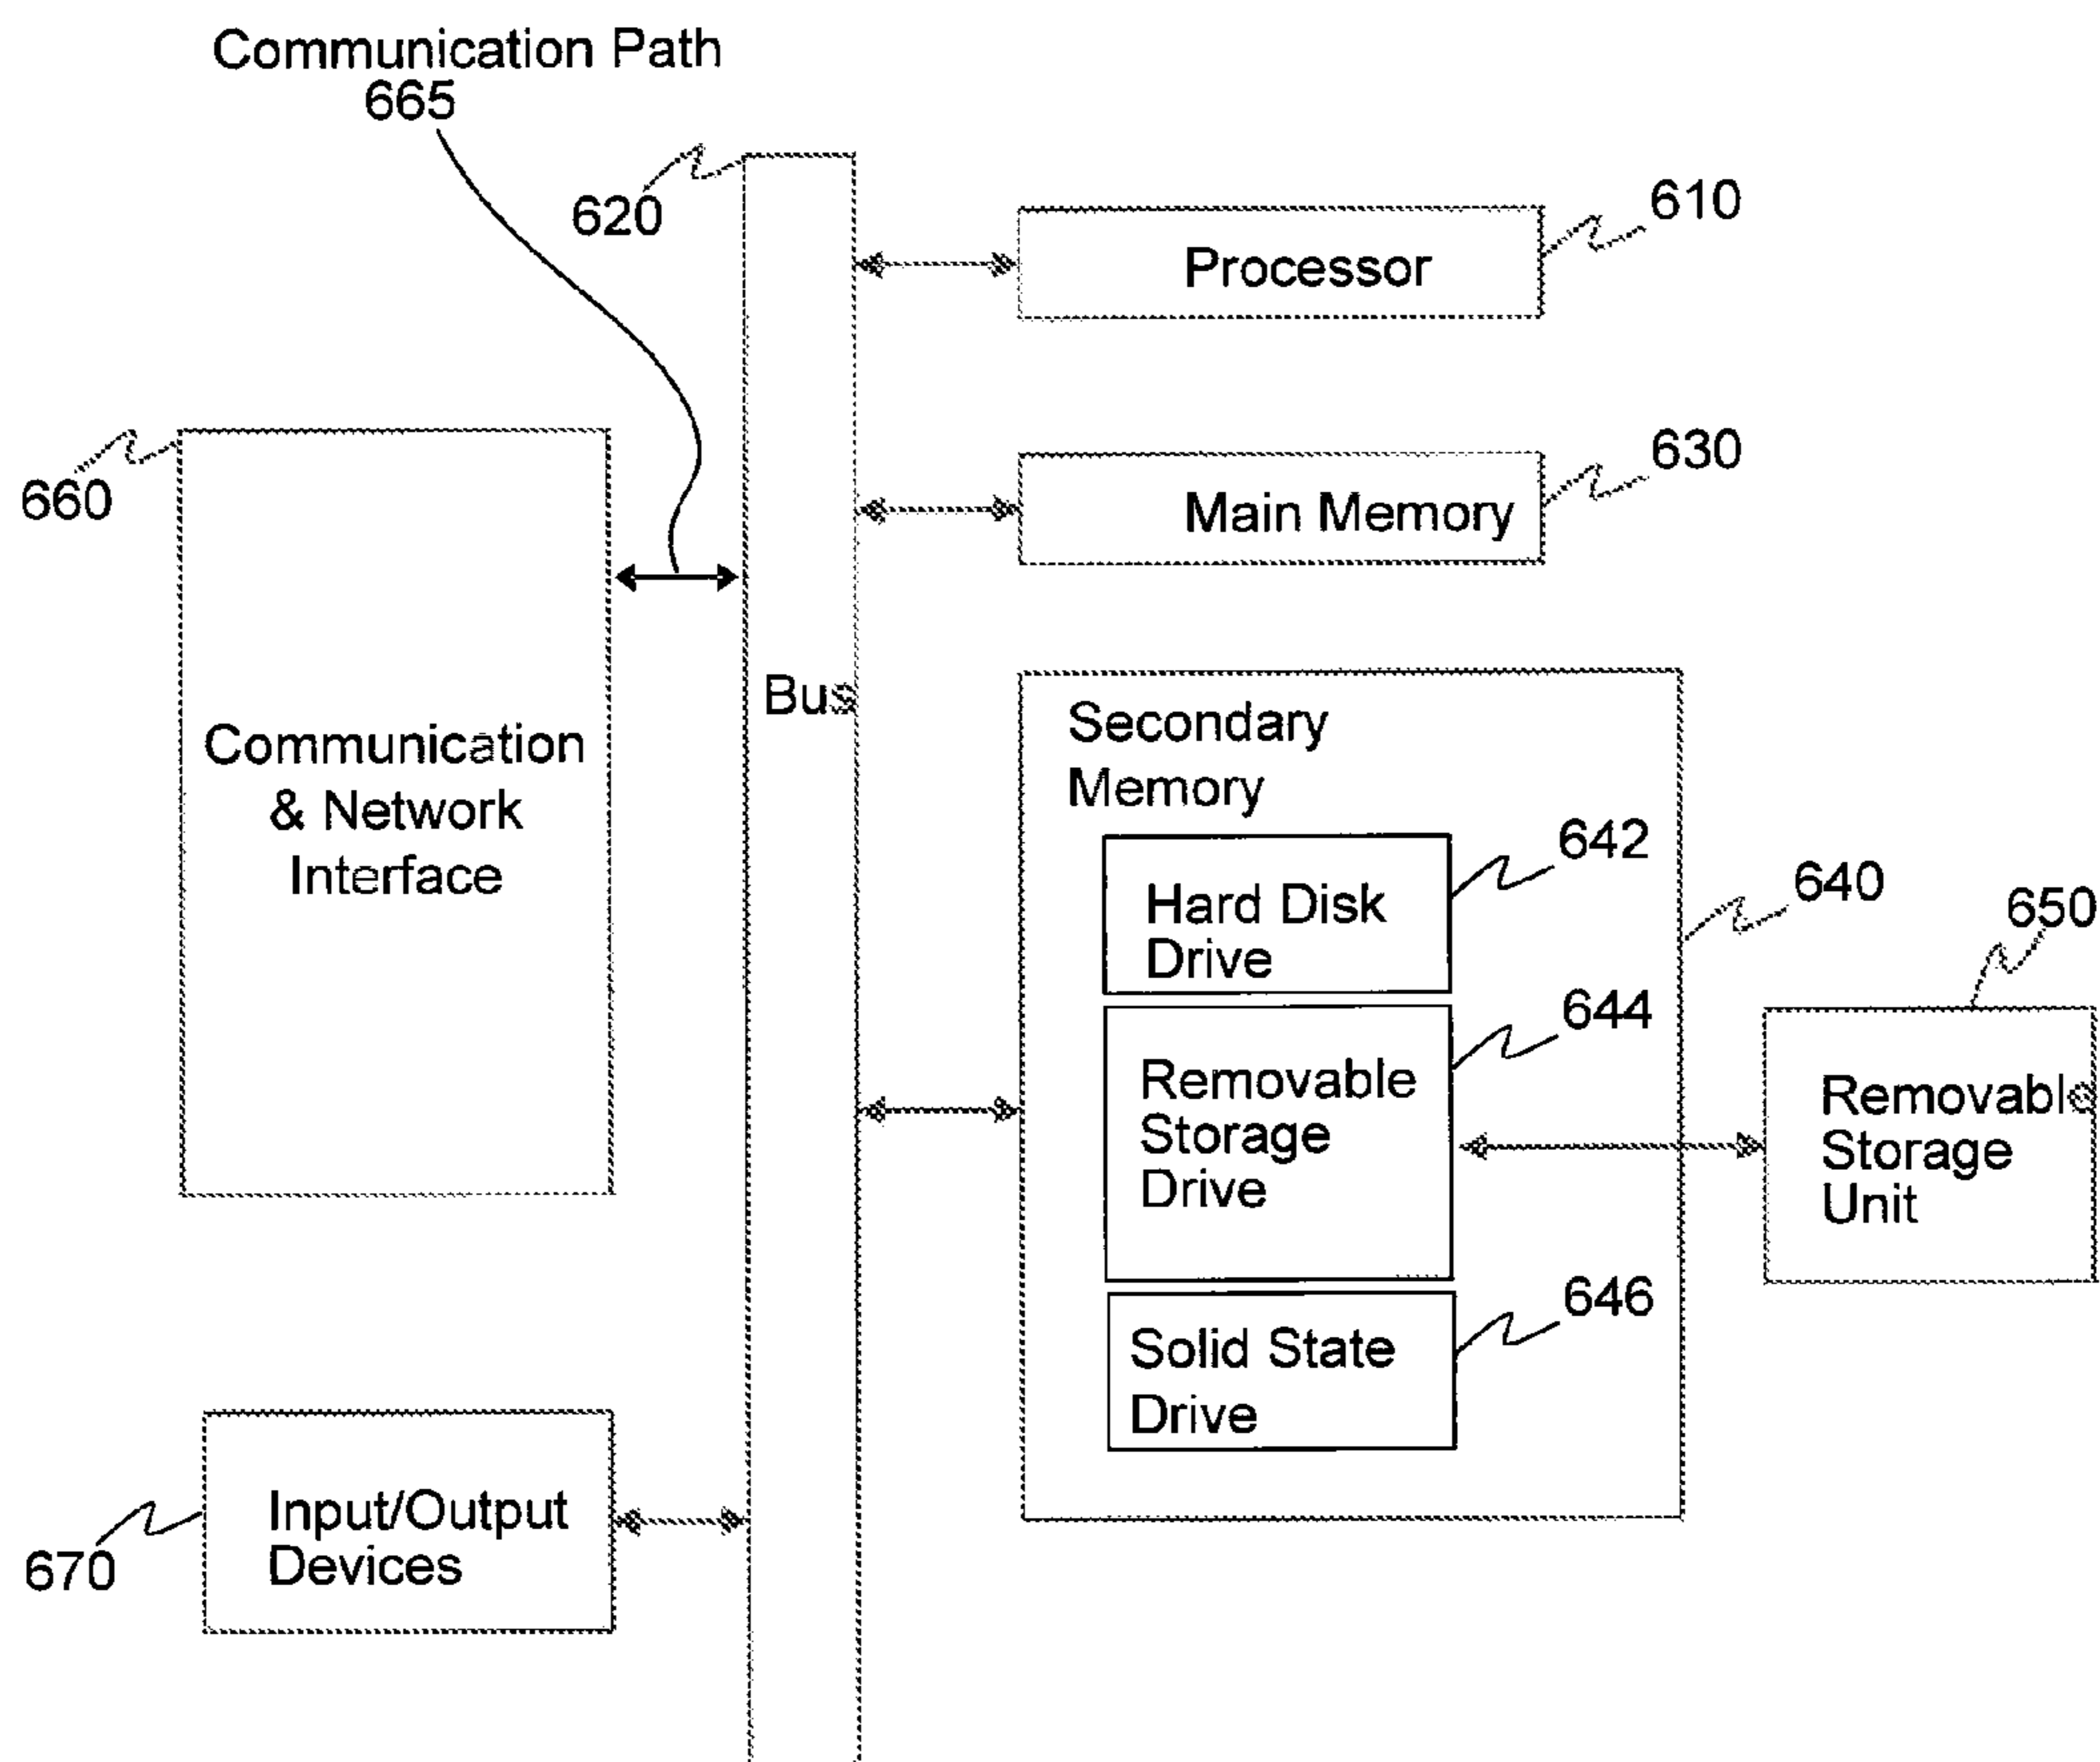 Communication Path
665
620
610
Processor
630
Main Memory
660
Bus
Communication
& Network
Interface
Secondary
Memory
642
Hard Disk
Drive
640
650
644
Removable
Storage
Drive
Removable
Storage
Unit
646
Solid State
Drive
Input/Output
Devices
670